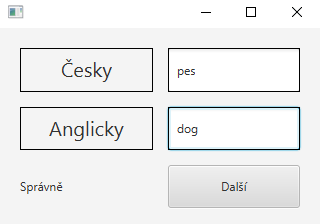 Česky
pes
Anglicky
dog
Správně
Další